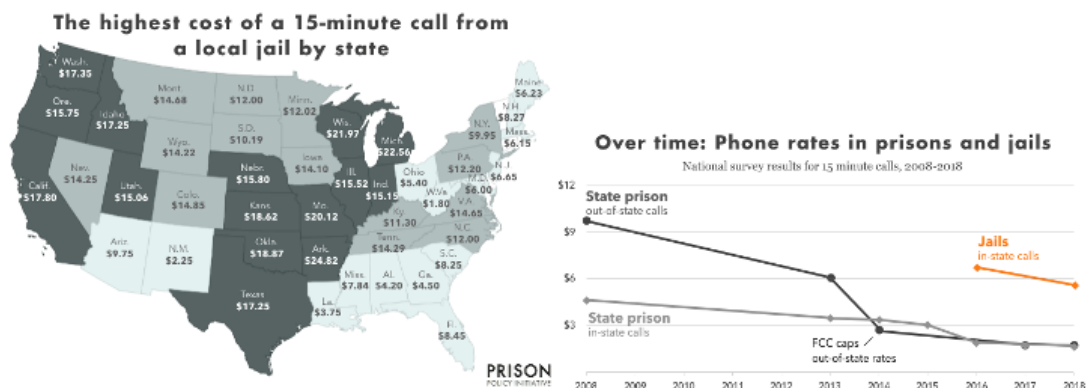 The highest cost of a 15-minute call from
a local jail by state
Wash.
$17.35
Ore.
$15.75
Idaho
$17.25
Mont.
$14.68
N.D.
$12.00
Minn.
$12.02
Wis.
$21.97
Mich.
$22.56
Maine
$6.23
N.H.
$8.27
Mass.
$6.15
N.Y.
$9.95
S.D.
$10.19
Wyo.
$14.22
Nev.
$14.25
Calif.
$17.80
Utah.
$15.06
Colo.
$14.85
Nebr.
$15.80
Iowa
$14.10
Ill.
$15.52
Ind.
$15.15
Ohio
$5.40
P.A.
$12.20
N.J.
$6.65
M.D.
$6.00
W.Va
$1.80
V.A.
$14.65
Kans.
$18.62
Mo.
$20.12
Ky.
$11.30
Tenn.
$14.29
N.C.
$12.00
S.C.
$8.25
Ariz.
$9.75
N.M.
$2.25
Okla.
$18.87
Ark.
$24.82
Texas
$17.25
La.
$3.75
Miss.
$7.84
Al.
$4.20
Ga.
$4.50
Fl.
$8.45
PRISON
POLICY INITIATIVE
Over time: Phone rates in prisons and jails
National survey results for 15 minute calls, 2008-2018
$12
$9
$6
$3
State prison
out-of-state calls
Jails
in-state calls
State prison
in-state calls
FCC caps
out-of-state rates
2008 2009 2010 2011 2012 2013 2014 2015 2016 2017 2018